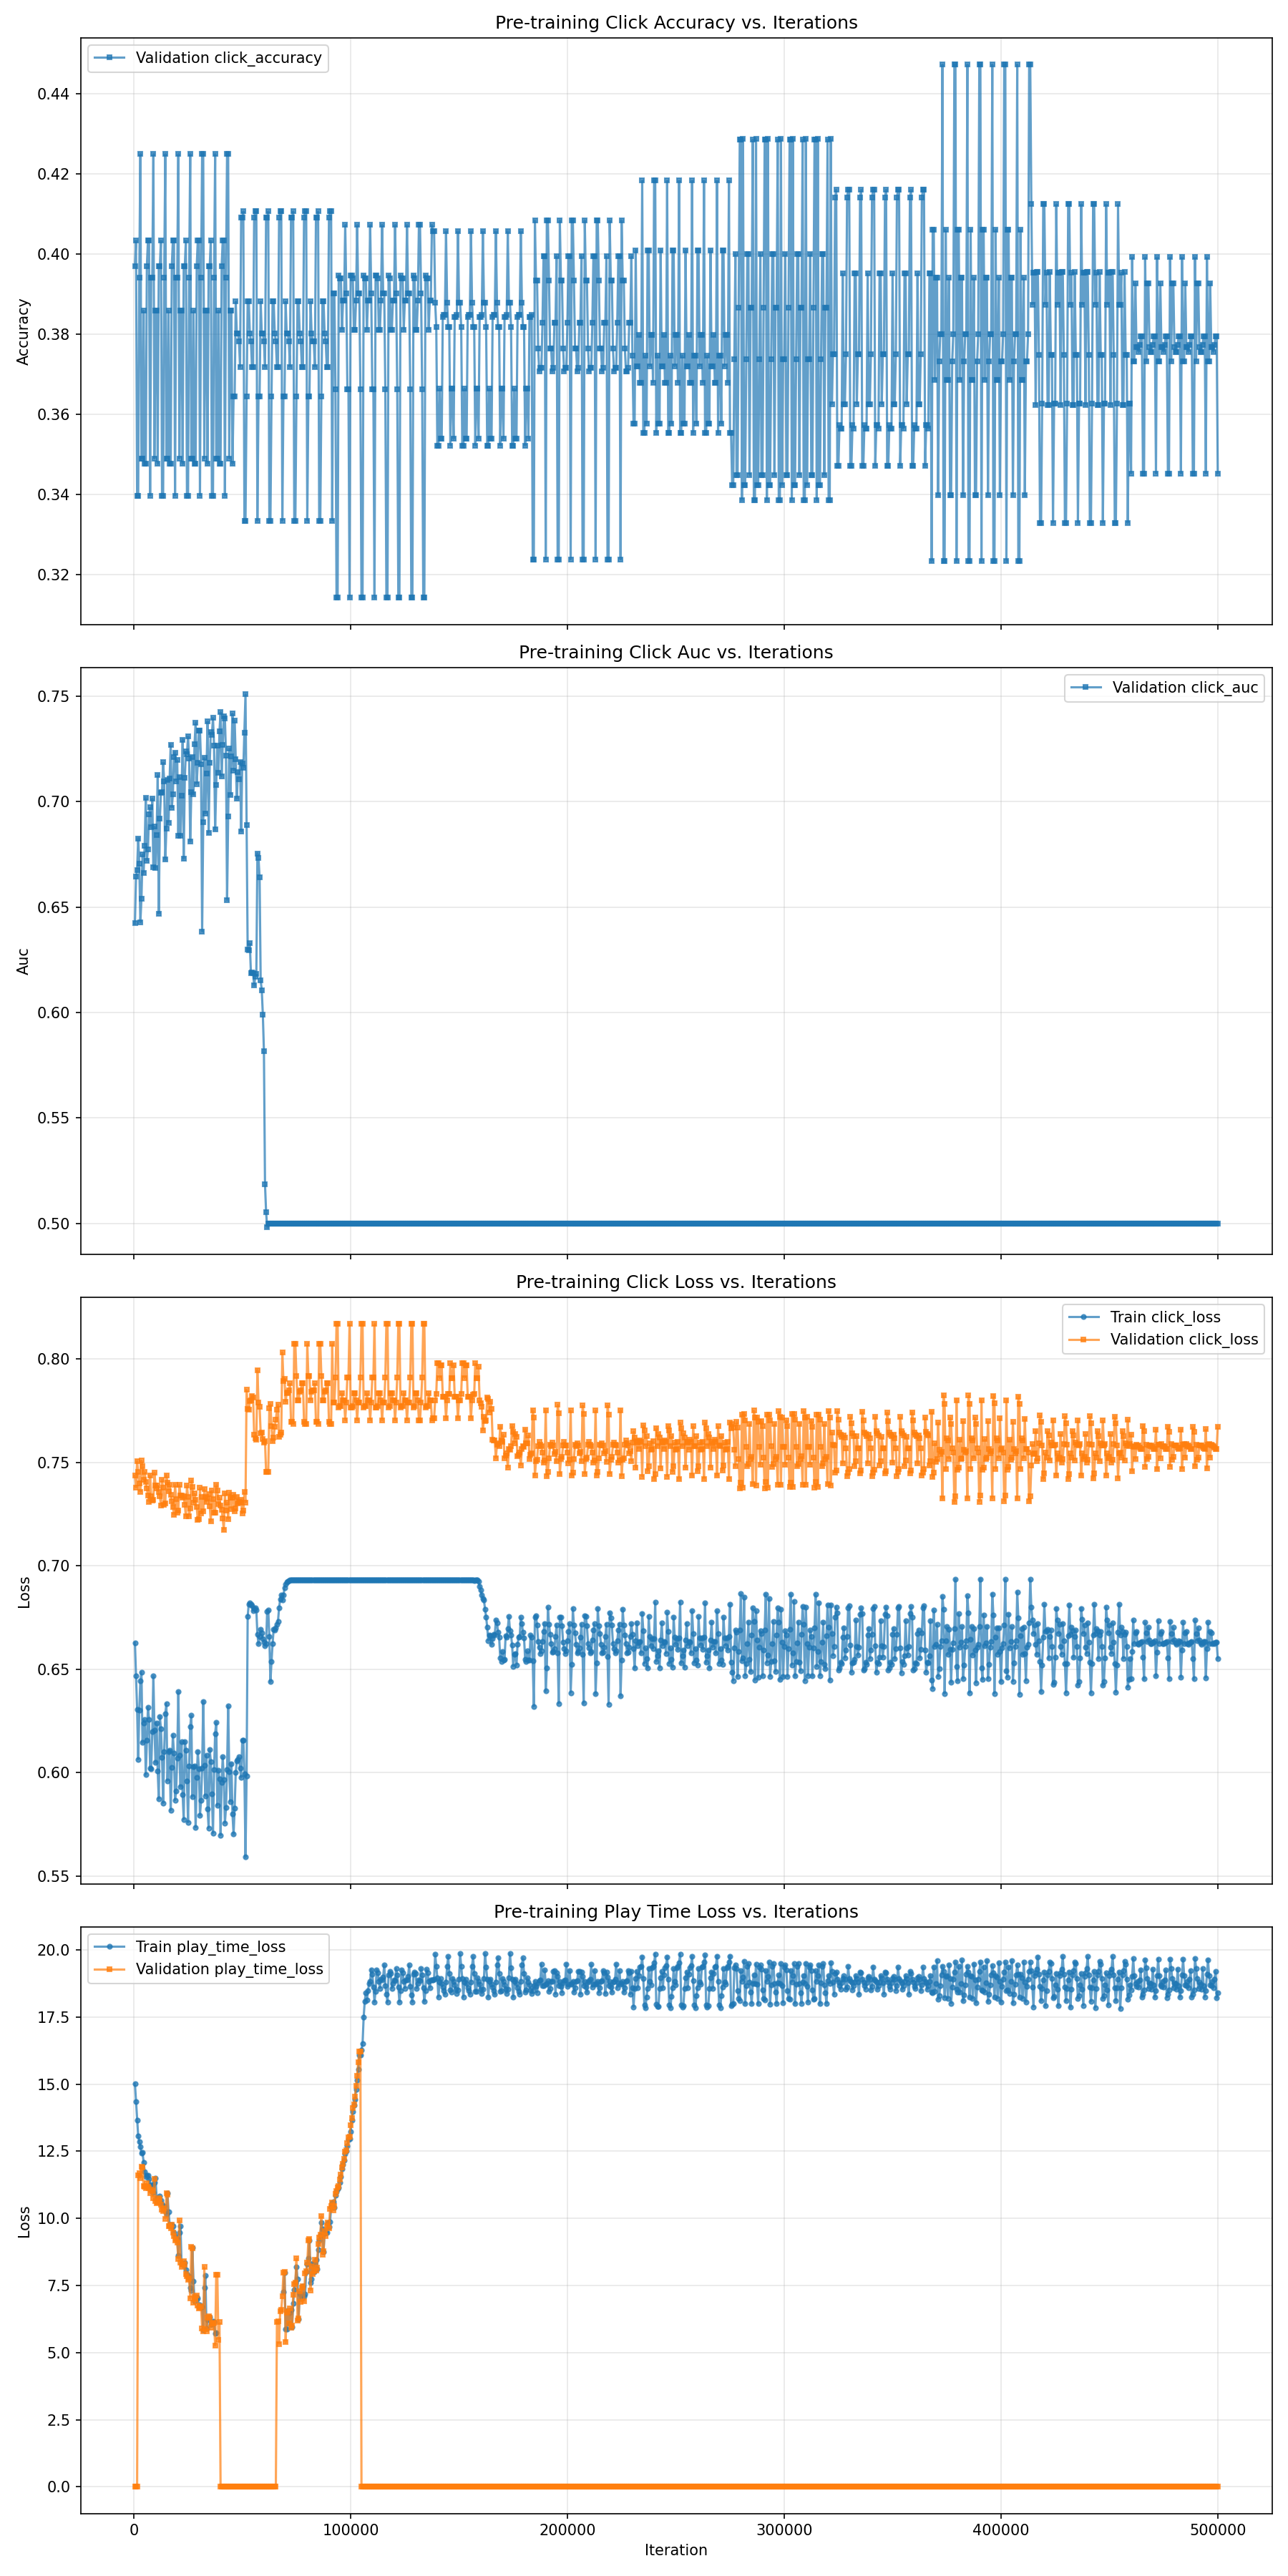 Pre-training Click Accuracy vs. Iterations
Validation click_accuracy
0.44
0.42
0.40
0.38
0.36
0.34
0.32
Accuracy
Pre-training Click Auc vs. Iterations
Validation click_auc
0.75
0.70
0.65
0.60
0.55
0.50
Auc
Pre-training Click Loss vs. Iterations
Train click_loss
Validation click_loss
0.80
0.75
0.70
0.65
0.60
0.55
Loss
Pre-training Play Time Loss vs. Iterations
Train play_time_loss
Validation play_time_loss
20.0
17.5
15.0
12.5
10.0
7.5
5.0
2.5
0.0
Loss
0 100000 200000 300000 400000 500000
Iteration